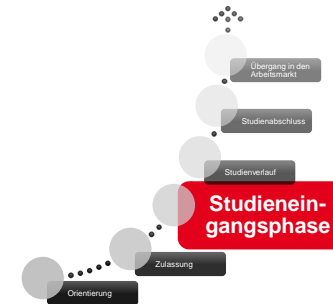 Übergang in den
Arbeitsmarkt
Studienabschluss
Studienverlauf
Studienein-
gangsphase
Zulassung
Orientierung